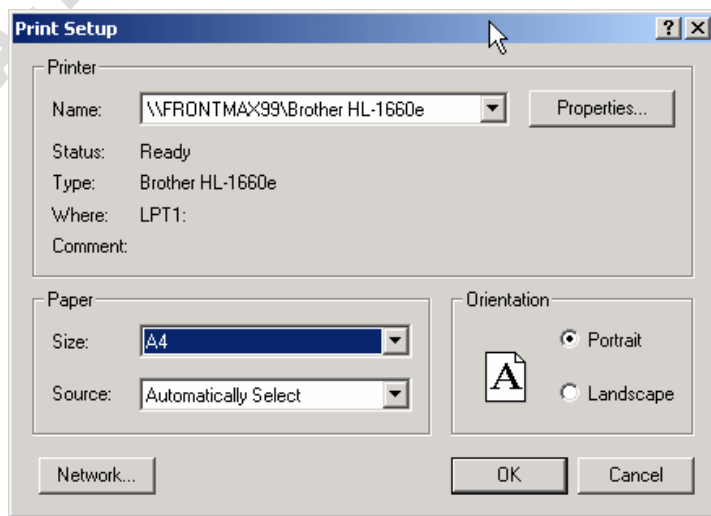 Print Setup
Printer
Name: \\FRONTMAX99\Brother HL-1660e Properties...
Status: Ready
Type: Brother HL-1660e
Where: LPT1:
Comment:
Paper
Size: A4
Source: Automatically Select
Orientation
A
Portrait
Landscape
Network... OK Cancel